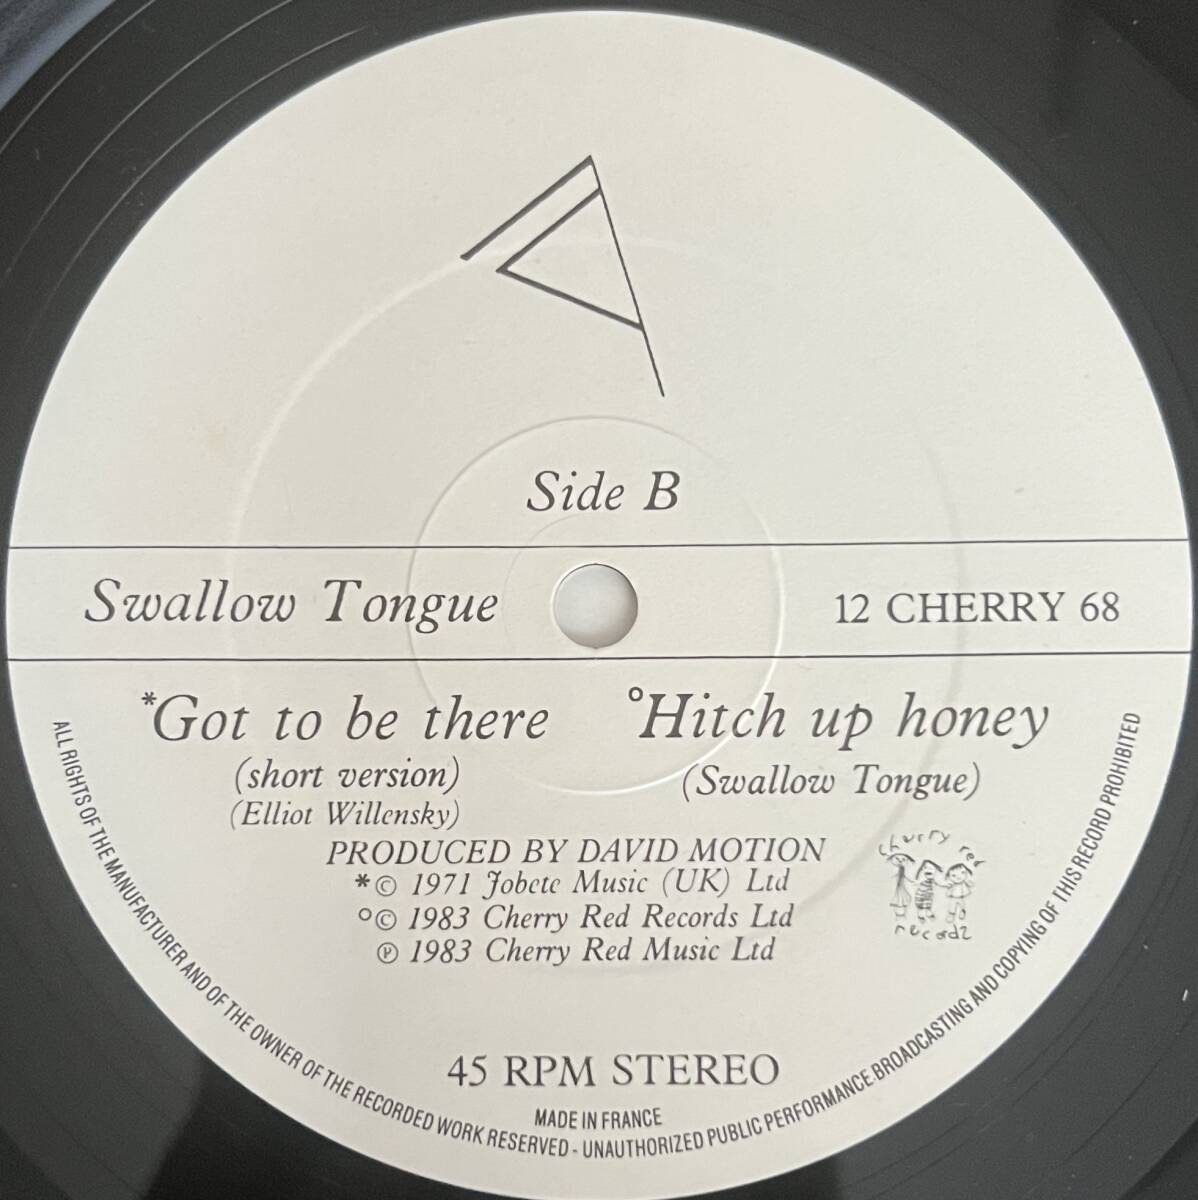 Side B
Swallow Tongue
12 CHERRY 68
*Got to be there
(short version)
(Elliot Willensky)
°Hitch up honey
(Swallow Tongue)
PRODUCED BY DAVID MOTION
*© 1971 Jobete Music (UK) Ltd
°© 1983 Cherry Red Records Ltd
℗ 1983 Cherry Red Music Ltd
cherry red
records
45 RPM STEREO
MADE IN FRANCE
ALL RIGHTS OF THE MANUFACTURER AND OF THE OWNER OF THE RECORDED WORK RESERVED - UNAUTHORIZED PUBLIC PERFORMANCE.BROADCASTING AND COPYING OF THIS RECORD PROHIBITED